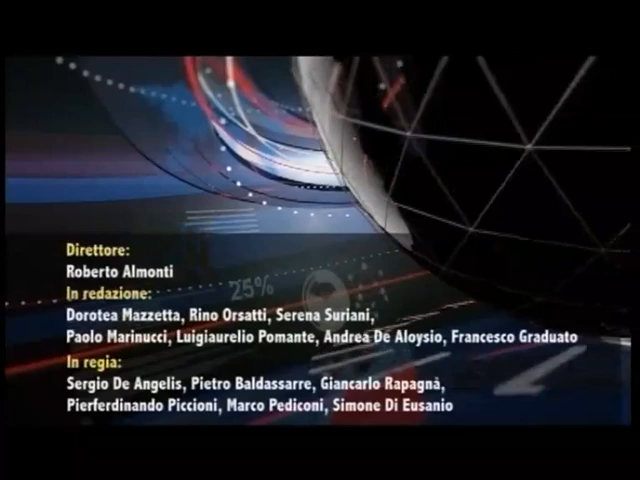 25%
Direttore:
Roberto Almonti
In redazione:
Dorotea Mazzetta, Rino Orsatti, Serena Suriani,
Paolo Marinucci, Luigiaurelio Pomante, Andrea De Aloysio, Francesco Graduato
In regia:
Sergio De Angelis, Pietro Baldassarre, Giancarlo Rapagnà,
Pierferdinando Piccioni, Marco Pediconi, Simone Di Eusanio